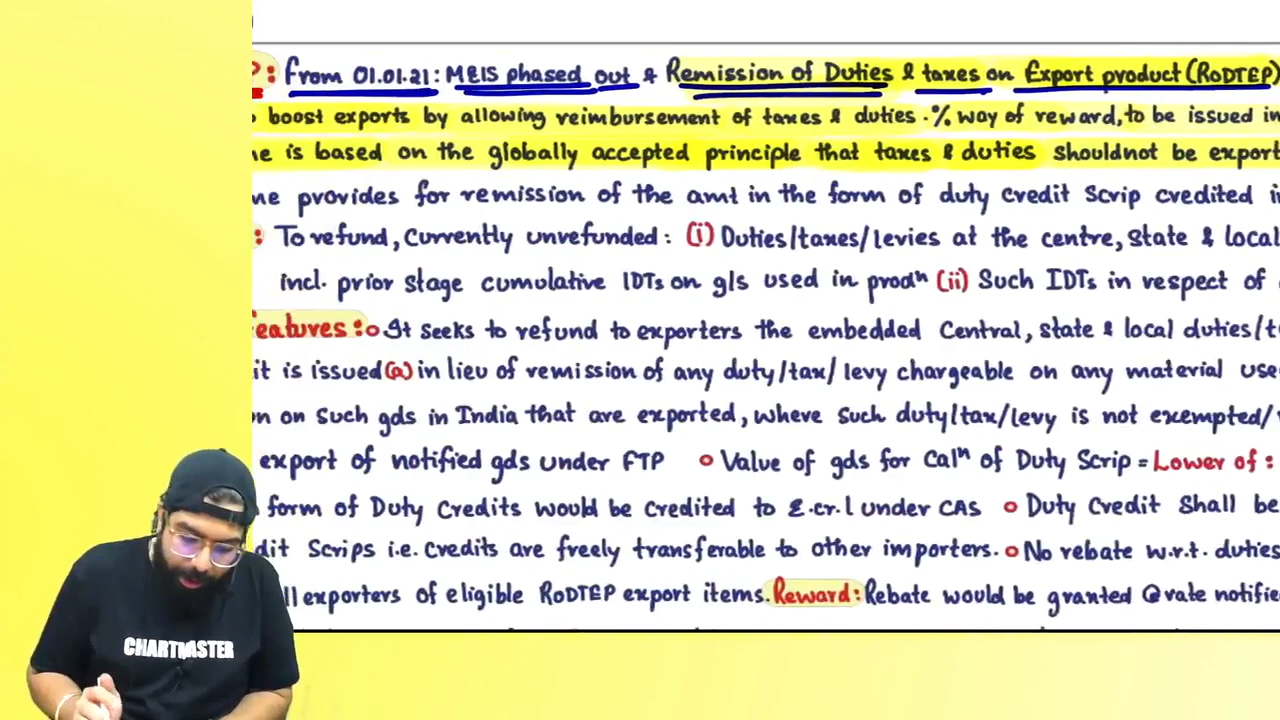 : From 01.01.21: MEIS phased out & Remission of Duties & taxes on Export product (RoDTEP)
boost exports by allowing reimbursement of taxes & duties ·% way of reward, to be issued in
is based on the globally accepted principle that taxes & duties shouldnot be export
provides for remission of the amt in the form of duty credit Scrip credited
: To refund, Currently unrefunded: (i) Duties/taxes/levies at the centre, state & local
incl. prior stage cumulative IDTs on g/s used in prodⁿ (ii) Such IDTs in respect of
Features: o It seeks to refund to exporters the embedded Central, state & local duties/
it is issued (a) in lieu of remission of any duty/tax/levy chargeable on any material use
on such gds in India that are exported, where such duty/tax/levy is not exempted/
export of notified gds under FTP o Value of gds for Calⁿ of Duty Scrip = Lower of:
form of Duty Credits would be credited to E.cr.l under CAS o Duty Credit Shall be
dit Scrips i.e. Credits are freely transferable to other importers. o No rebate w.r.t. duties
ll exporters of eligible RoDTEP export items. Reward: Rebate would be granted @ rate notifie
CHARTMASTER